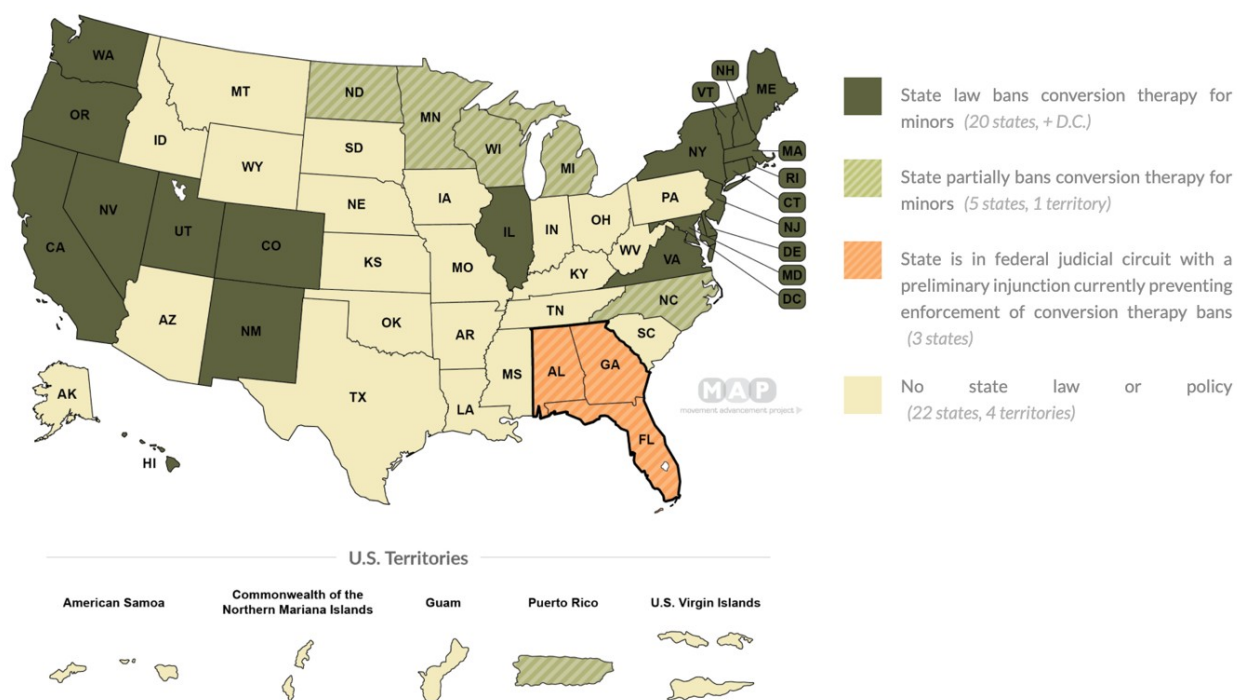 WA
OR
CA
NV
ID
MT
WY
UT
CO
AZ
NM
ND
SD
NE
KS
OK
TX
MN
IA
MO
AR
LA
WI
IL
MI
IN
OH
KY
TN
MS
AL
GA
FL
SC
NC
VA
WV
PA
NY
VT
NH
ME
MA
RI
CT
NJ
DE
MD
DC
AK
HI
MAP
movement advancement project
State law bans conversion therapy for
minors (20 states, + D.C.)
State partially bans conversion therapy for
minors (5 states, 1 territory)
State is in federal judicial circuit with a
preliminary injunction currently preventing
enforcement of conversion therapy bans
(3 states)
No state law or policy
(22 states, 4 territories)
U.S. Territories
American Samoa
Commonwealth of the
Northern Mariana Islands
Guam
Puerto Rico
U.S. Virgin Islands